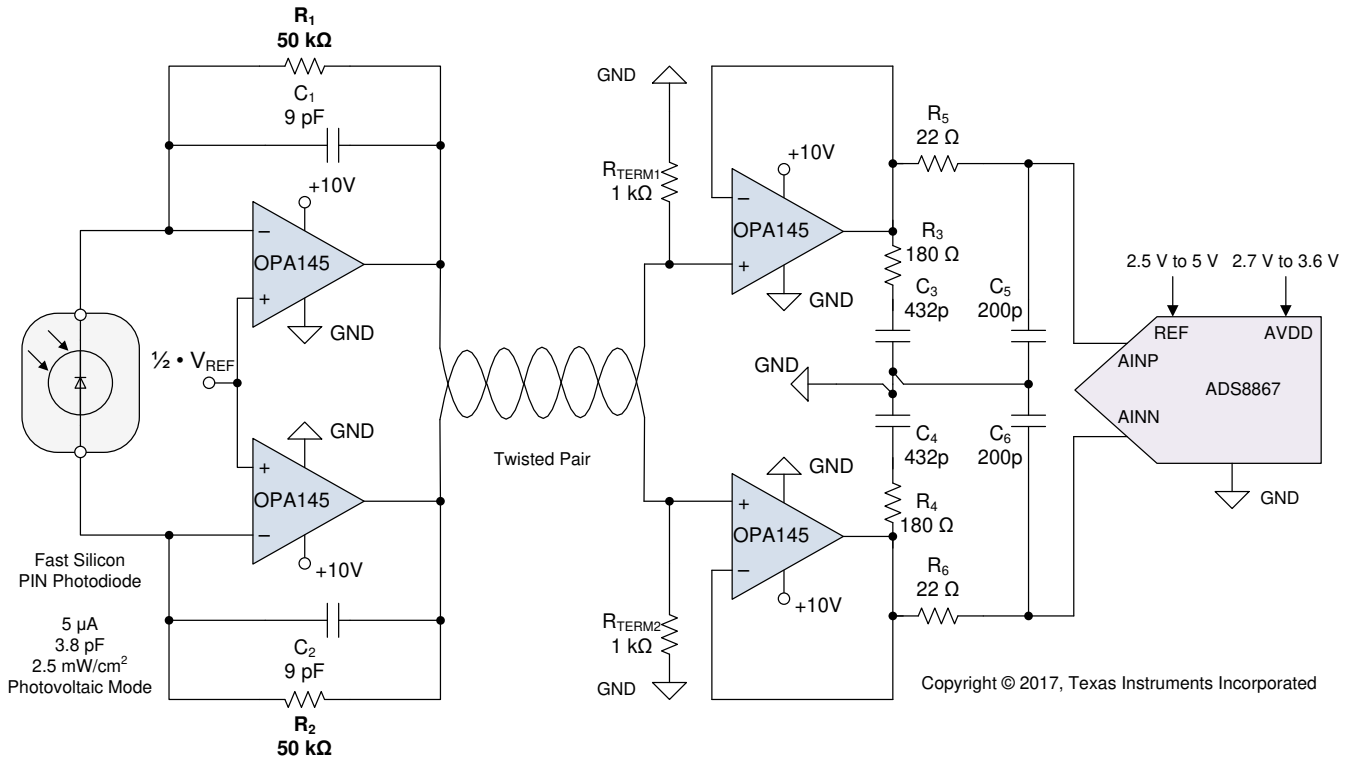 R1
50 kΩ
C1
9 pF
+10V
−
OPA145
+
GND
½ • VREF
GND
+
OPA145
−
+10V
C2
9 pF
R2
50 kΩ
Fast Silicon
PIN Photodiode
5 µA
3.8 pF
2.5 mW/cm²
Photovoltaic Mode
Twisted Pair
GND
RTERM1
1 kΩ
+10V
−
OPA145
+
GND
R5
22 Ω
R3
180 Ω
C3
432p
C5
200p
GND
C4
432p
C6
200p
GND
+
OPA145
−
+10V
R4
180 Ω
R6
22 Ω
RTERM2
1 kΩ
GND
2.5 V to 5 V
2.7 V to 3.6 V
REF
AVDD
AINP
ADS8867
AINN
GND
Copyright © 2017, Texas Instruments Incorporated